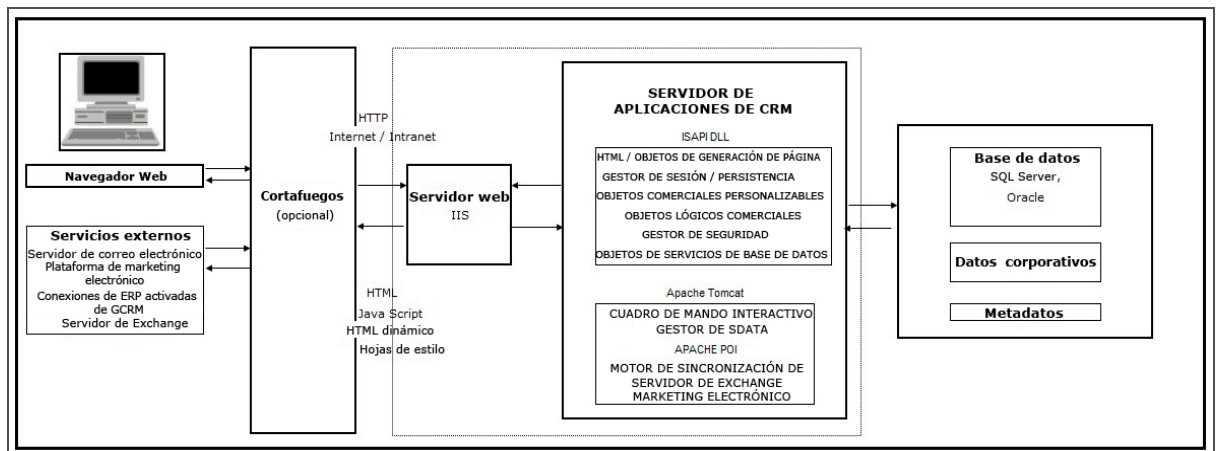 Navegador Web
Servicios externos
Servidor de correo electrónico
Plataforma de marketing
electrónico
Conexiones de ERP activadas
de GCRM
Servidor de Exchange
Cortafuegos
(opcional)
HTTP
Internet / Intranet
HTML
Java Script
HTML dinámico
Hojas de estilo
Servidor web
IIS
SERVIDOR DE
APLICACIONES DE CRM
ISAPI DLL
HTML / OBJETOS DE GENERACIÓN DE PÁGINA
GESTOR DE SESIÓN / PERSISTENCIA
OBJETOS COMERCIALES PERSONALIZABLES
OBJETOS LÓGICOS COMERCIALES
GESTOR DE SEGURIDAD
OBJETOS DE SERVICIOS DE BASE DE DATOS
Apache Tomcat
CUADRO DE MANDO INTERACTIVO
GESTOR DE SDATA
APACHE POI
MOTOR DE SINCRONIZACIÓN DE
SERVIDOR DE EXCHANGE
MARKETING ELECTRÓNICO
Base de datos
SQL Server,
Oracle
Datos corporativos
Metadatos